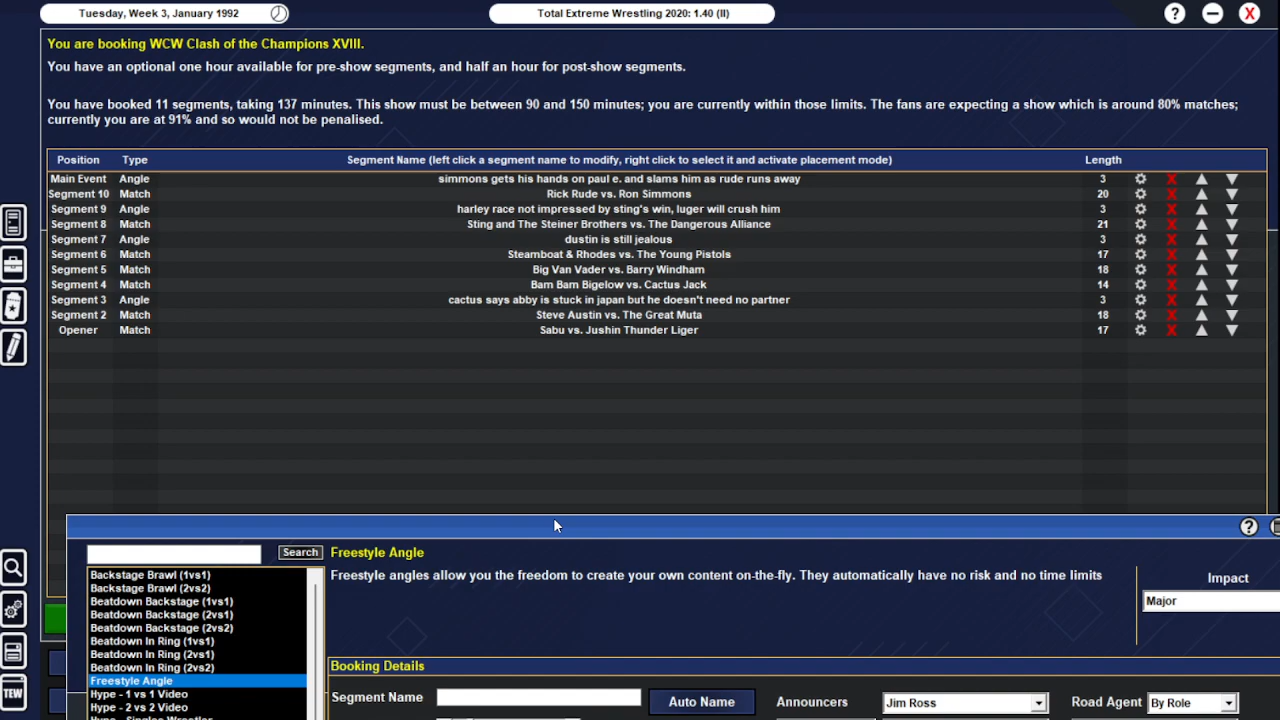 Tuesday, Week 3, January 1992
Total Extreme Wrestling 2020: 1.40 (II)
? X
You are booking WCW Clash of the Champions XVIII.
You have an optional one hour available for pre-show segments, and half an hour for post-show segments.
You have booked 11 segments, taking 137 minutes. This show must be between 90 and 150 minutes; you are currently within those limits. The fans are expecting a show which is around 80% matches;
currently you are at 91% and so would not be penalised.
Position Type Segment Name (left click a segment name to modify, right click to select it and activate placement mode) Length
Main Event Angle simmons gets his hands on paul e. and slams him as rude runs away 3 X
Segment 10 Match Rick Rude vs. Ron Simmons 20 X
Segment 9 Angle harley race not impressed by sting's win, luger will crush him 3 X
Segment 8 Match Sting and The Steiner Brothers vs. The Dangerous Alliance 21 X
Segment 7 Angle dustin is still jealous 3 X
Segment 6 Match Steamboat & Rhodes vs. The Young Pistols 17 X
Segment 5 Match Big Van Vader vs. Barry Windham 18 X
Segment 4 Match Bam Bam Bigelow vs. Cactus Jack 14 X
Segment 3 Angle cactus says abby is stuck in japan but he doesn't need no partner 3 X
Segment 2 Match Steve Austin vs. The Great Muta 18 X
Opener Match Sabu vs. Jushin Thunder Liger 17 X
?
Search Freestyle Angle
Backstage Brawl (1vs1) Freestyle angles allow you the freedom to create your own content on-the-fly. They automatically have no risk and no time limits Impact
Backstage Brawl (2vs2)
Beatdown Backstage (1vs1) Major
Beatdown Backstage (2vs1)
Beatdown Backstage (2vs2)
Beatdown In Ring (1vs1)
Beatdown In Ring (2vs1)
Beatdown In Ring (2vs2) Booking Details
Freestyle Angle
Hype - 1 vs 1 Video Segment Name Auto Name Announcers Jim Ross Road Agent By Role
Hype - 2 vs 2 Video
Hype - Singles Wrestler
TEW